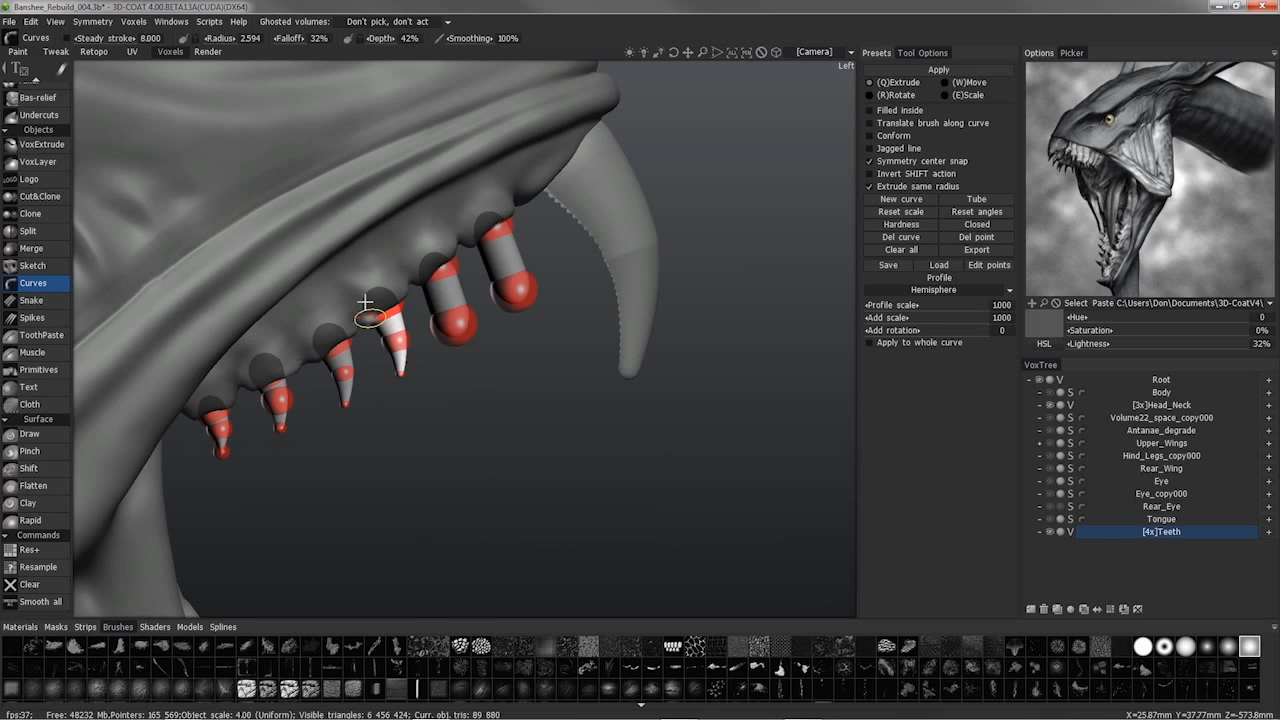 Banshee_Rebuild_004.3b* - 3D-COAT 4.00.BETA13A(CUDA)(DX64)
File Edit View Symmetry Voxels Windows Scripts Help Ghosted volumes: Don't pick, don't act
Curves Steady stroke 8.000 Radius 2.594 Falloff 32% Depth 42% Smoothing 100%
Paint Tweak Retopo UV Voxels Render [Camera]
Left
Bas-relief
Undercuts
Objects
VoxExtrude
VoxLayer
Logo
Cut&Clone
Clone
Split
Merge
Sketch
Curves
Snake
Spikes
ToothPaste
Muscle
Primitives
Text
Cloth
Surface
Draw
Pinch
Shift
Flatten
Clay
Rapid
Commands
Res+
Resample
Clear
Smooth all
Presets Tool Options
Apply
(Q)Extrude (W)Move
(R)Rotate (E)Scale
Filled inside
Translate brush along curve
Conform
Jagged line
Symmetry center snap
Invert SHIFT action
Extrude same radius
New curve Tube
Reset scale Reset angles
Hardness Closed
Del curve Del point
Clear all Export
Save Load Edit points
Profile
Hemisphere
Profile scale: 1000
Add scale: 1000
Add rotation: 0
Apply to whole curve
Options Picker
Select Paste C:\Users\Don\Documents\3D-CoatV4\
Hue: 0
Saturation: 0%
HSL Lightness: 32%
VoxTree
Root
Body
[3x]Head_Neck
Volume22_space_copy000
Antanae_degrade
Upper_Wings
Hind_Legs_copy000
Rear_Wing
Eye
Eye_copy000
Rear_Eye
Tongue
[4x]Teeth
Materials Masks Strips Brushes Shaders Models Splines
fps:37; Free: 48232 Mb,Pointers: 165 569;Object scale: 4.00 (Uniform); Visible triangles: 6 456 424; Curr. obj. tris: 89 880 X=25.87mm Y=37.77mm Z=-573.8mm